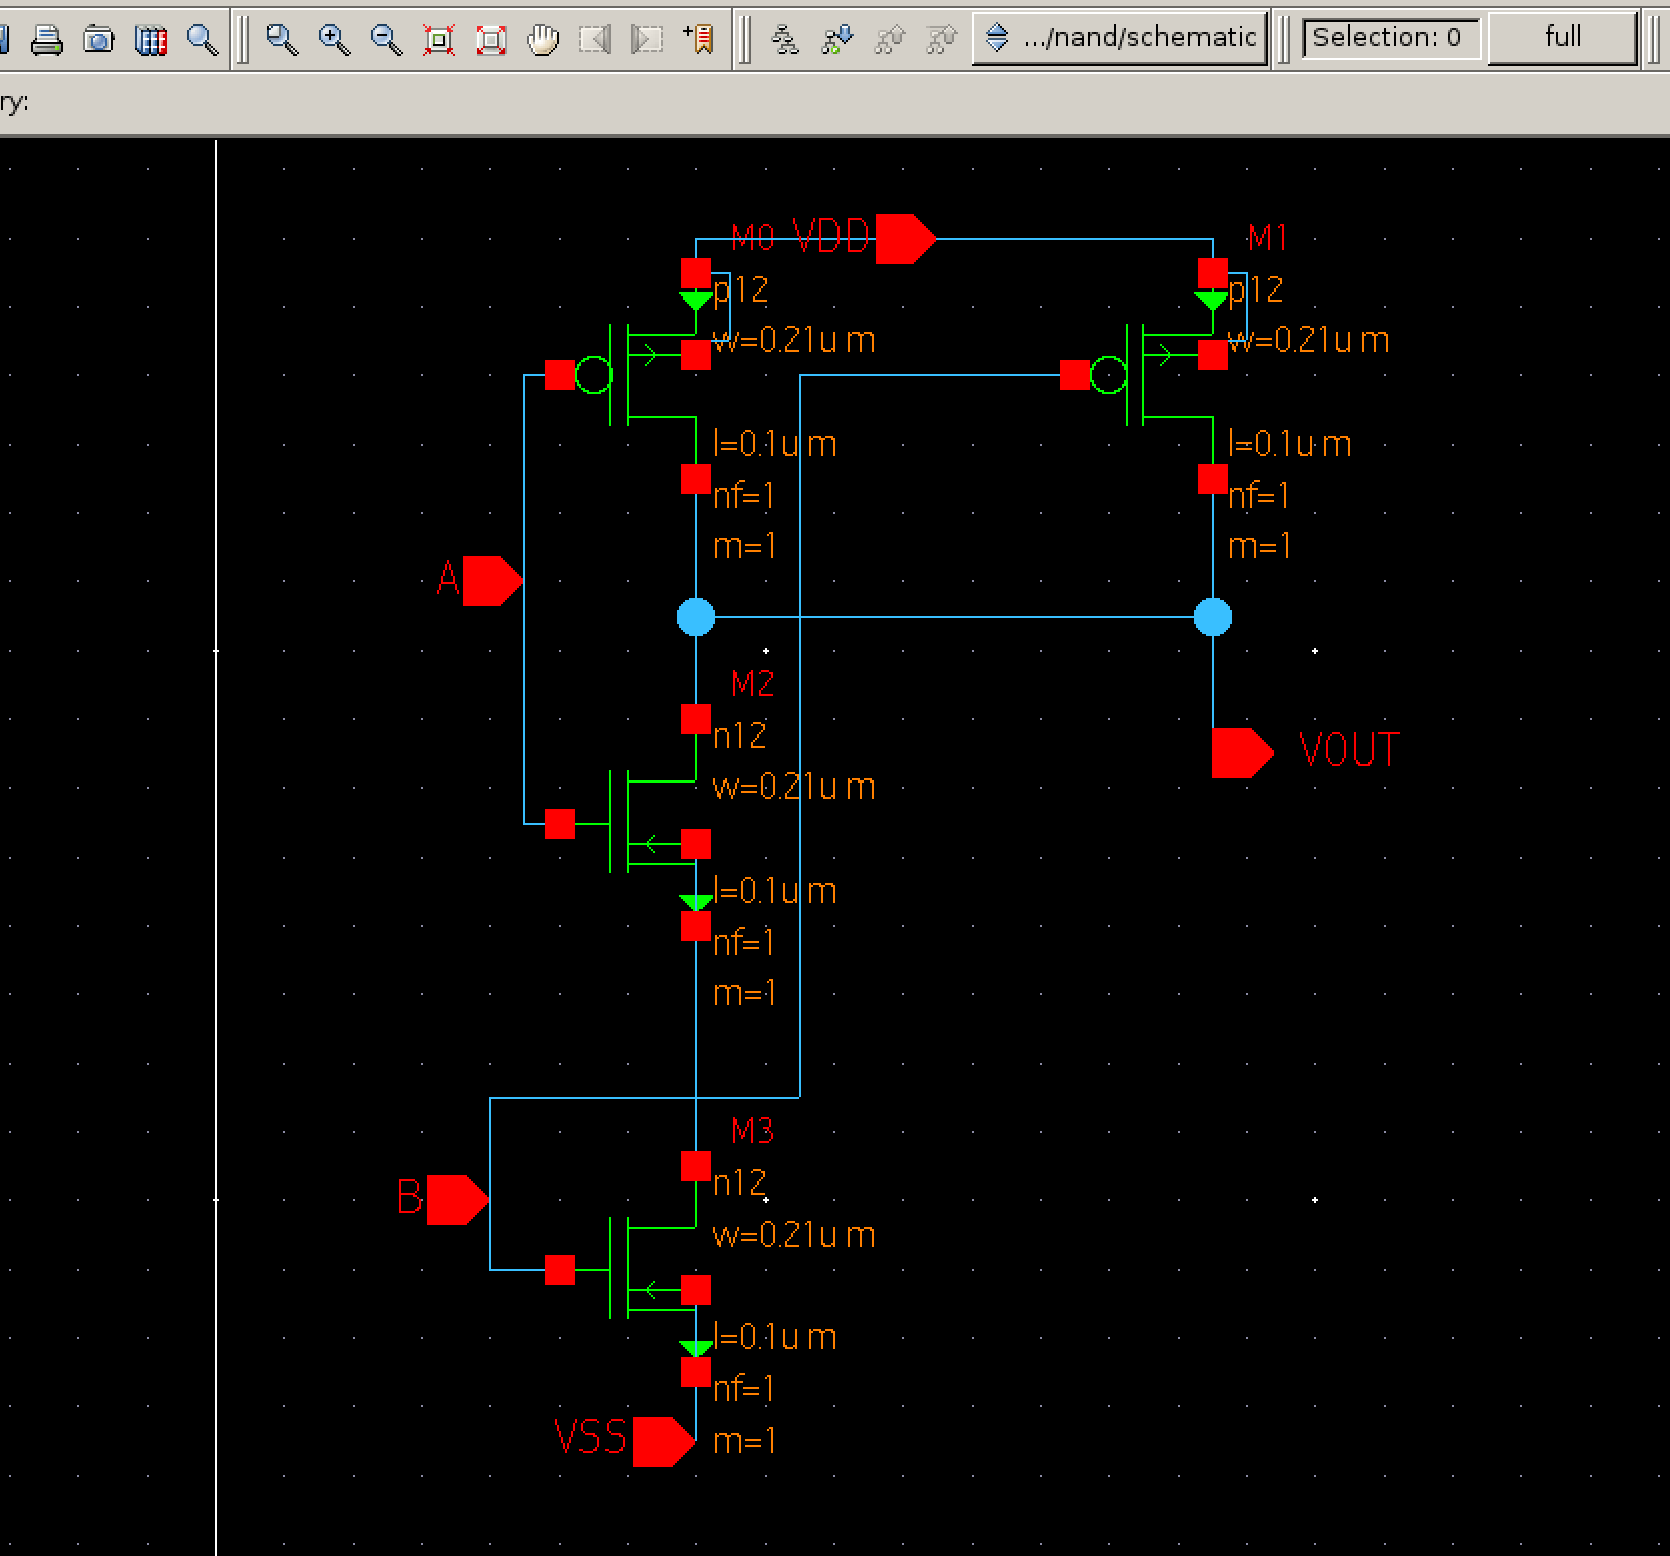 .../nand/schematic
Selection: 0
full
ry:
M0
VDD
M1
p12
p12
w=0.21u m
w=0.21u m
l=0.1u m
l=0.1u m
nf=1
nf=1
m=1
m=1
A
M2
n12
VOUT
w=0.21u m
l=0.1u m
nf=1
m=1
M3
n12
B
w=0.21u m
l=0.1u m
nf=1
VSS
m=1